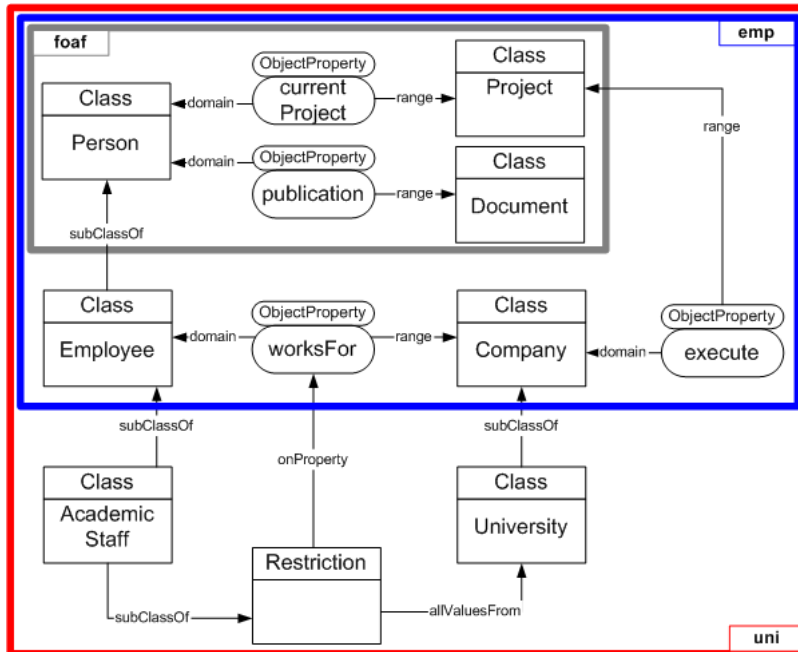 foaf
emp
ObjectProperty
Class
Class
current
Project
domain
range
Project
Person
range
domain
ObjectProperty
Class
publication
range
Document
subClassOf
Class
ObjectProperty
Class
ObjectProperty
Employee
domain
worksFor
range
Company
domain
execute
subClassOf
subClassOf
onProperty
Class
Class
Academic
Staff
University
Restriction
subClassOf
allValuesFrom
uni